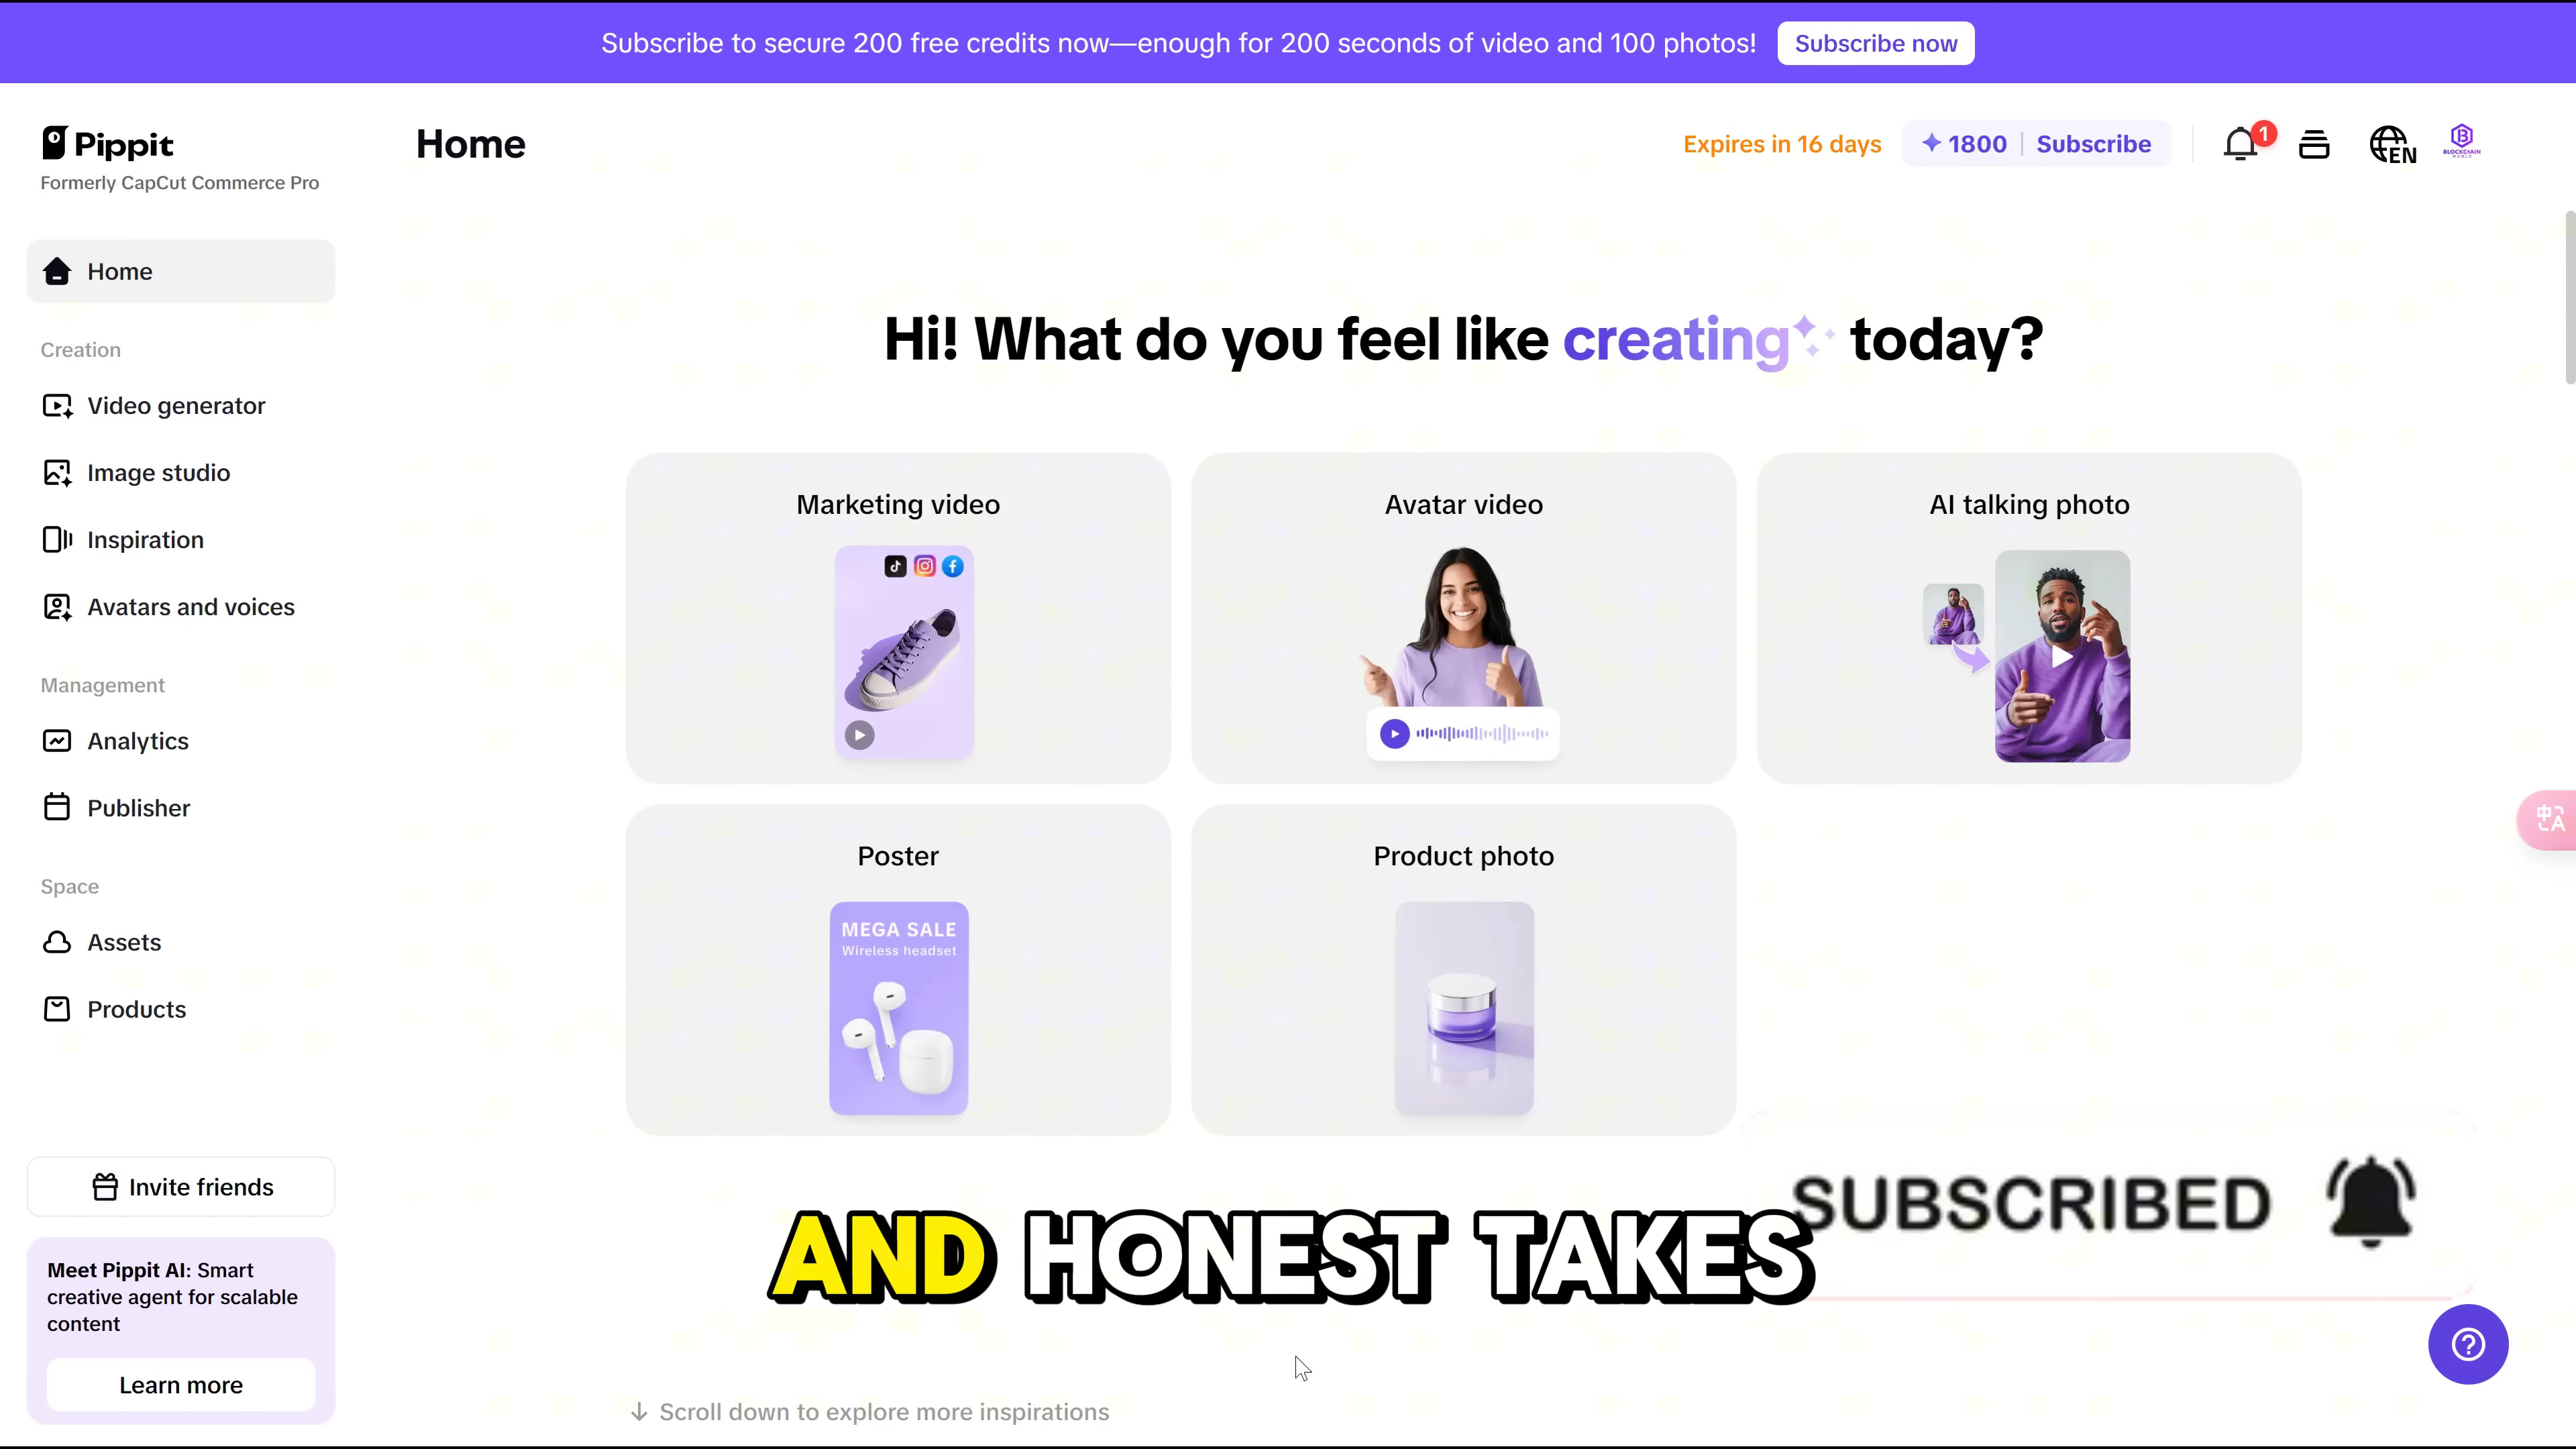 Subscribe to secure 200 free credits now—enough for 200 seconds of video and 100 photos!
Subscribe now
Pippit
Formerly CapCut Commerce Pro
Home
Expires in 16 days
1800
Subscribe
1
EN
BLOCKCHAIN
WORLD
Home
Creation
Video generator
Image studio
Inspiration
Avatars and voices
Management
Analytics
Publisher
Space
Assets
Products
Invite friends
Meet Pippit AI: Smart
creative agent for scalable
content
Learn more
Hi! What do you feel like creating today?
Marketing video
Avatar video
AI talking photo
Poster
MEGA SALE
Wireless headset
Product photo
中A
SUBSCRIBED
AND HONEST TAKES
Scroll down to explore more inspirations